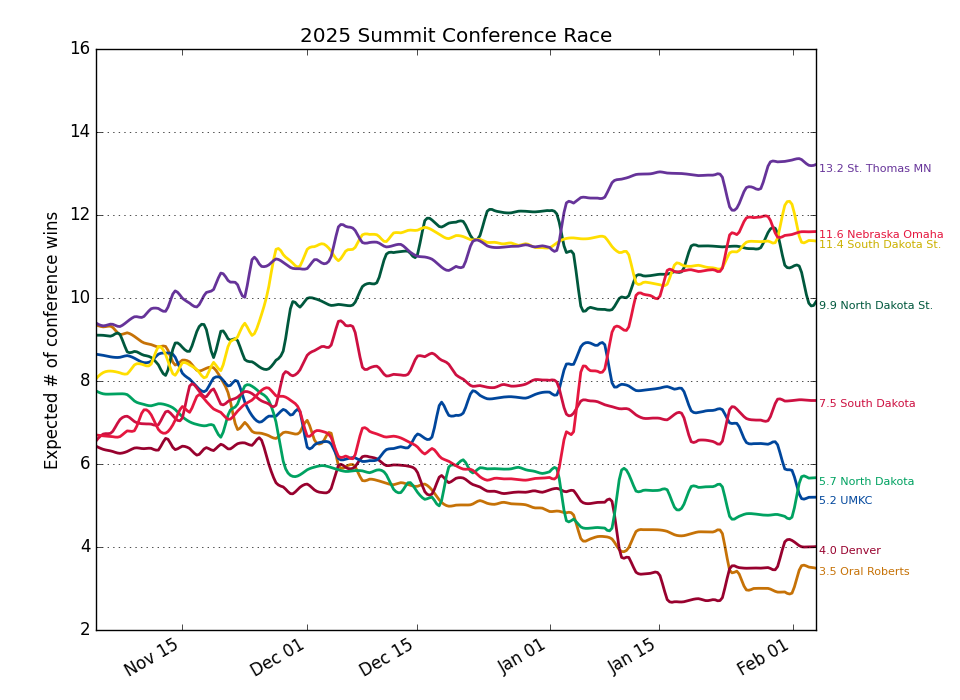 2025 Summit Conference Race
Expected # of conference wins
16
14
12
10
8
6
4
2
13.2 St. Thomas MN
11.6 Nebraska Omaha
11.4 South Dakota St.
9.9 North Dakota St.
7.5 South Dakota
5.7 North Dakota
5.2 UMKC
4.0 Denver
3.5 Oral Roberts
Nov 15
Dec 01
Dec 15
Jan 01
Jan 15
Feb 01